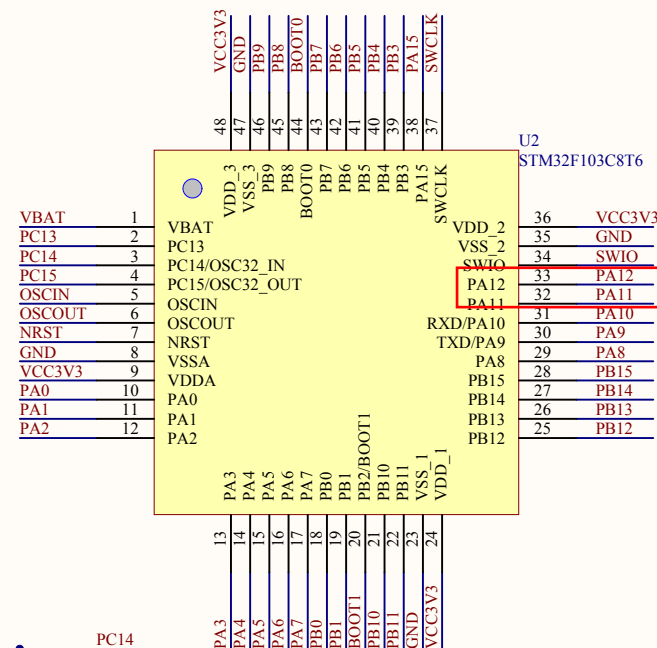 VCC3V3
GND
PB9
PB8
BOOT0
PB7
PB6
PB5
PB4
PB3
PA15
SWCLK
48
47
46
45
44
43
42
41
40
39
38
37
U2
STM32F103C8T6
VDD_3
VSS_3
PB9
PB8
BOOT0
PB7
PB6
PB5
PB4
PB3
PA15
SWCLK
VBAT 1 VBAT
PC13 2 PC13
PC14 3 PC14/OSC32_IN
PC15 4 PC15/OSC32_OUT
OSCIN 5 OSCIN
OSCOUT 6 OSCOUT
NRST 7 NRST
GND 8 VSSA
VCC3V3 9 VDDA
PA0 10 PA0
PA1 11 PA1
PA2 12 PA2
VDD_2 36 VCC3V3
VSS_2 35 GND
SWIO 34 SWIO
PA12 33 PA12
PA11 32 PA11
RXD/PA10 31 PA10
TXD/PA9 30 PA9
PA8 29 PA8
PB15 28 PB15
PB14 27 PB14
PB13 26 PB13
PB12 25 PB12
PA3
PA4
PA5
PA6
PA7
PB0
PB1
PB2/BOOT1
PB10
PB11
VSS_1
VDD_1
13
14
15
16
17
18
19
20
21
22
23
24
PA3
PA4
PA5
PA6
PA7
PB0
PB1
BOOT1
PB10
PB11
GND
VCC3V3
PC14